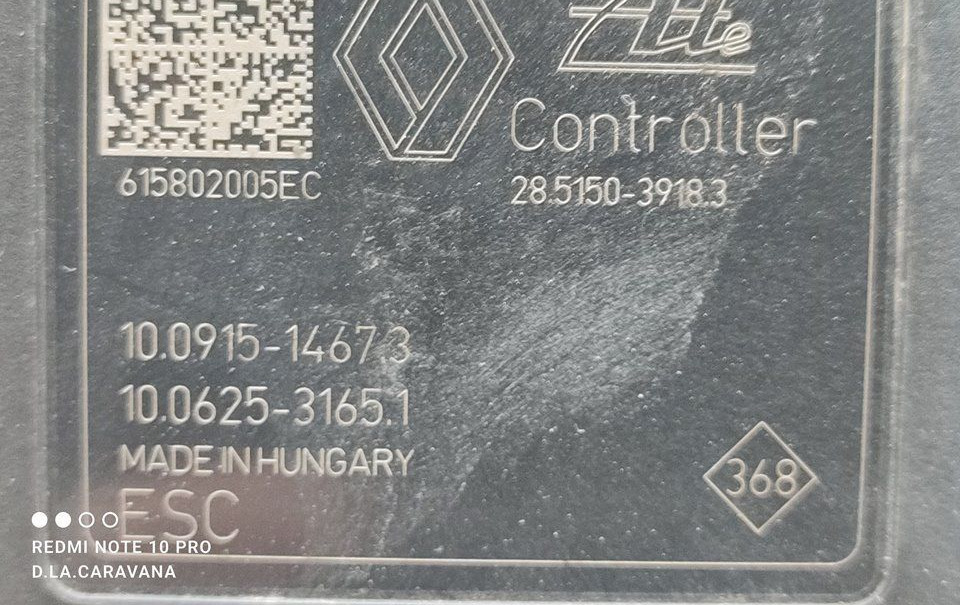 Ate
Controller
615802005EC
28.5150-3918.3
10.0915-1467.3
10.0625-3165.1
MADE IN HUNGARY
368
ESC
REDMI NOTE 10 PRO
D.LA.CARAVANA